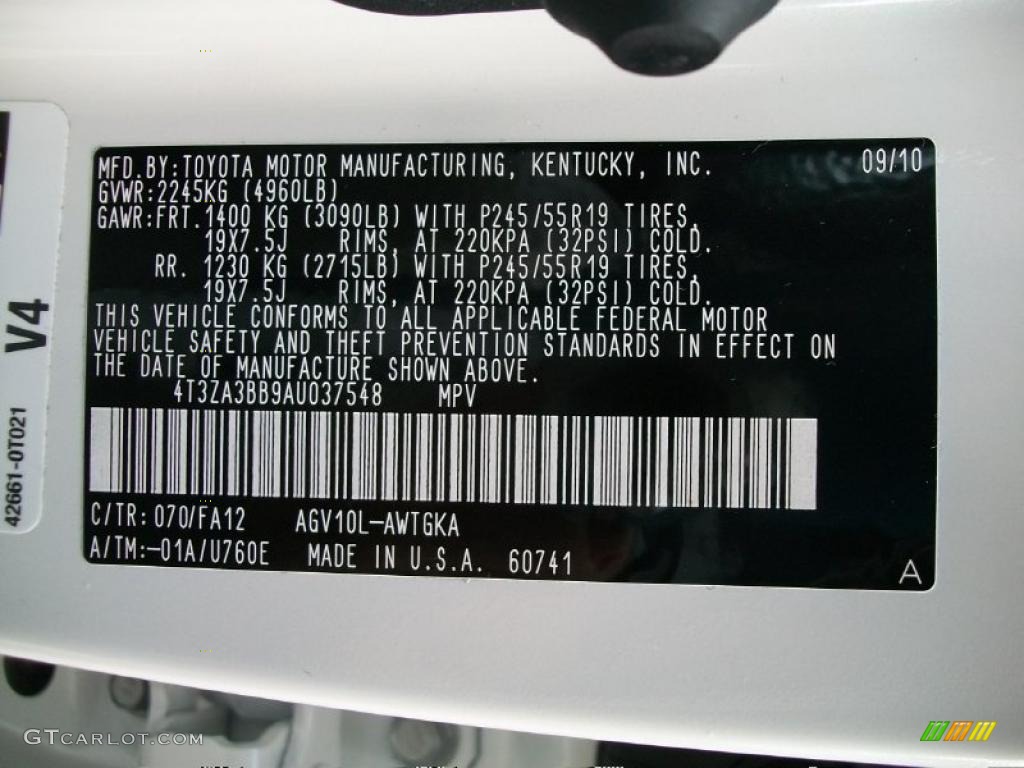 MFD.BY:TOYOTA MOTOR MANUFACTURING, KENTUCKY, INC. 09/10
GVWR:2245KG (4960LB)
GAWR:FRT. 1400 KG (3090LB) WITH P245/55R19 TIRES,
19X7.5J RIMS, AT 220KPA (32PSI) COLD.
RR. 1230 KG (2715LB) WITH P245/55R19 TIRES,
19X7.5J RIMS, AT 220KPA (32PSI) COLD.
THIS VEHICLE CONFORMS TO ALL APPLICABLE FEDERAL MOTOR
VEHICLE SAFETY AND THEFT PREVENTION STANDARDS IN EFFECT ON
THE DATE OF MANUFACTURE SHOWN ABOVE.
4T3ZA3BB9AU037548 MPV
C/TR: 070/FA12 AGV10L-AWTGKA
A/TM:-01A/U760E MADE IN U.S.A. 60741
A
V4
42661-0T021
GTCARLOT.COM